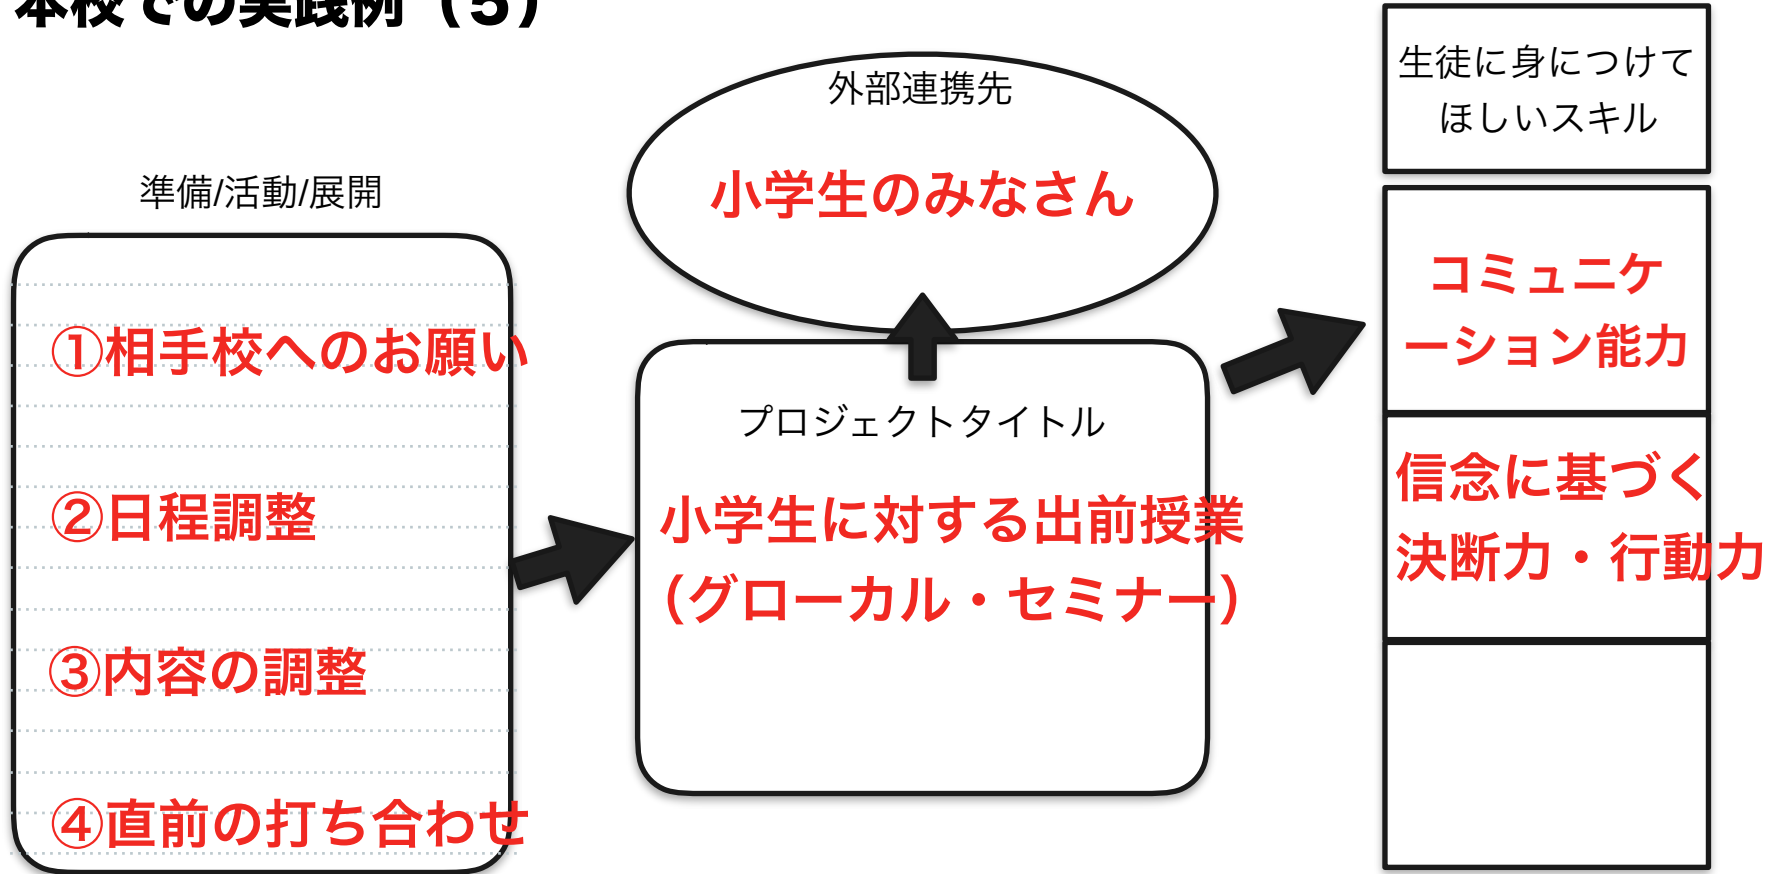 本校での実践例（５）
準備/活動/展開
①相手校へのお願い
②日程調整
③内容の調整
④直前の打ち合わせ
外部連携先
小学生のみなさん
プロジェクトタイトル
小学生に対する出前授業
（グローカル・セミナー）
生徒に身につけて
ほしいスキル
コミュニケ
ーション能力
信念に基づく
決断力・行動力